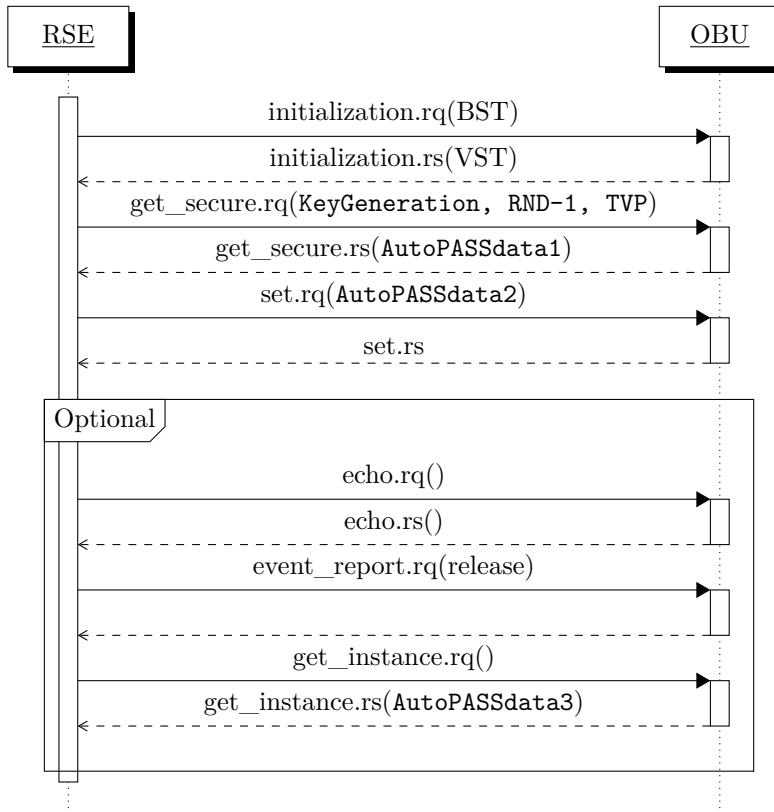 RSE
OBU
initialization.rq(BST)
initialization.rs(VST)
get_secure.rq(KeyGeneration, RND-1, TVP)
get_secure.rs(AutoPASSdata1)
set.rq(AutoPASSdata2)
set.rs
Optional
echo.rq()
echo.rs()
event_report.rq(release)
get_instance.rq()
get_instance.rs(AutoPASSdata3)